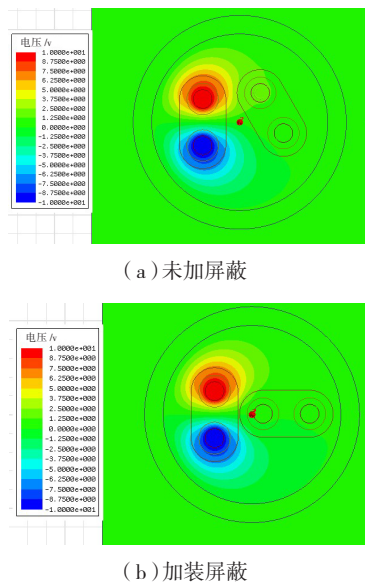 电压 /v
1.0000e+001
8.7500e+000
7.5000e+000
6.2500e+000
5.0000e+000
3.7500e+000
2.5000e+000
1.2500e+000
0.0000e+000
-1.2500e+000
-2.5000e+000
-3.7500e+000
-5.0000e+000
-6.2500e+000
-7.5000e+000
-8.7500e+000
-1.0000e+001
(a)未加屏蔽
电压 /v
1.0000e+001
8.7500e+000
7.5000e+000
6.2500e+000
5.0000e+000
3.7500e+000
2.5000e+000
1.2500e+000
0.0000e+000
-1.2500e+000
-2.5000e+000
-3.7500e+000
-5.0000e+000
-6.2500e+000
-7.5000e+000
-8.7500e+000
-1.0000e+001
(b)加装屏蔽